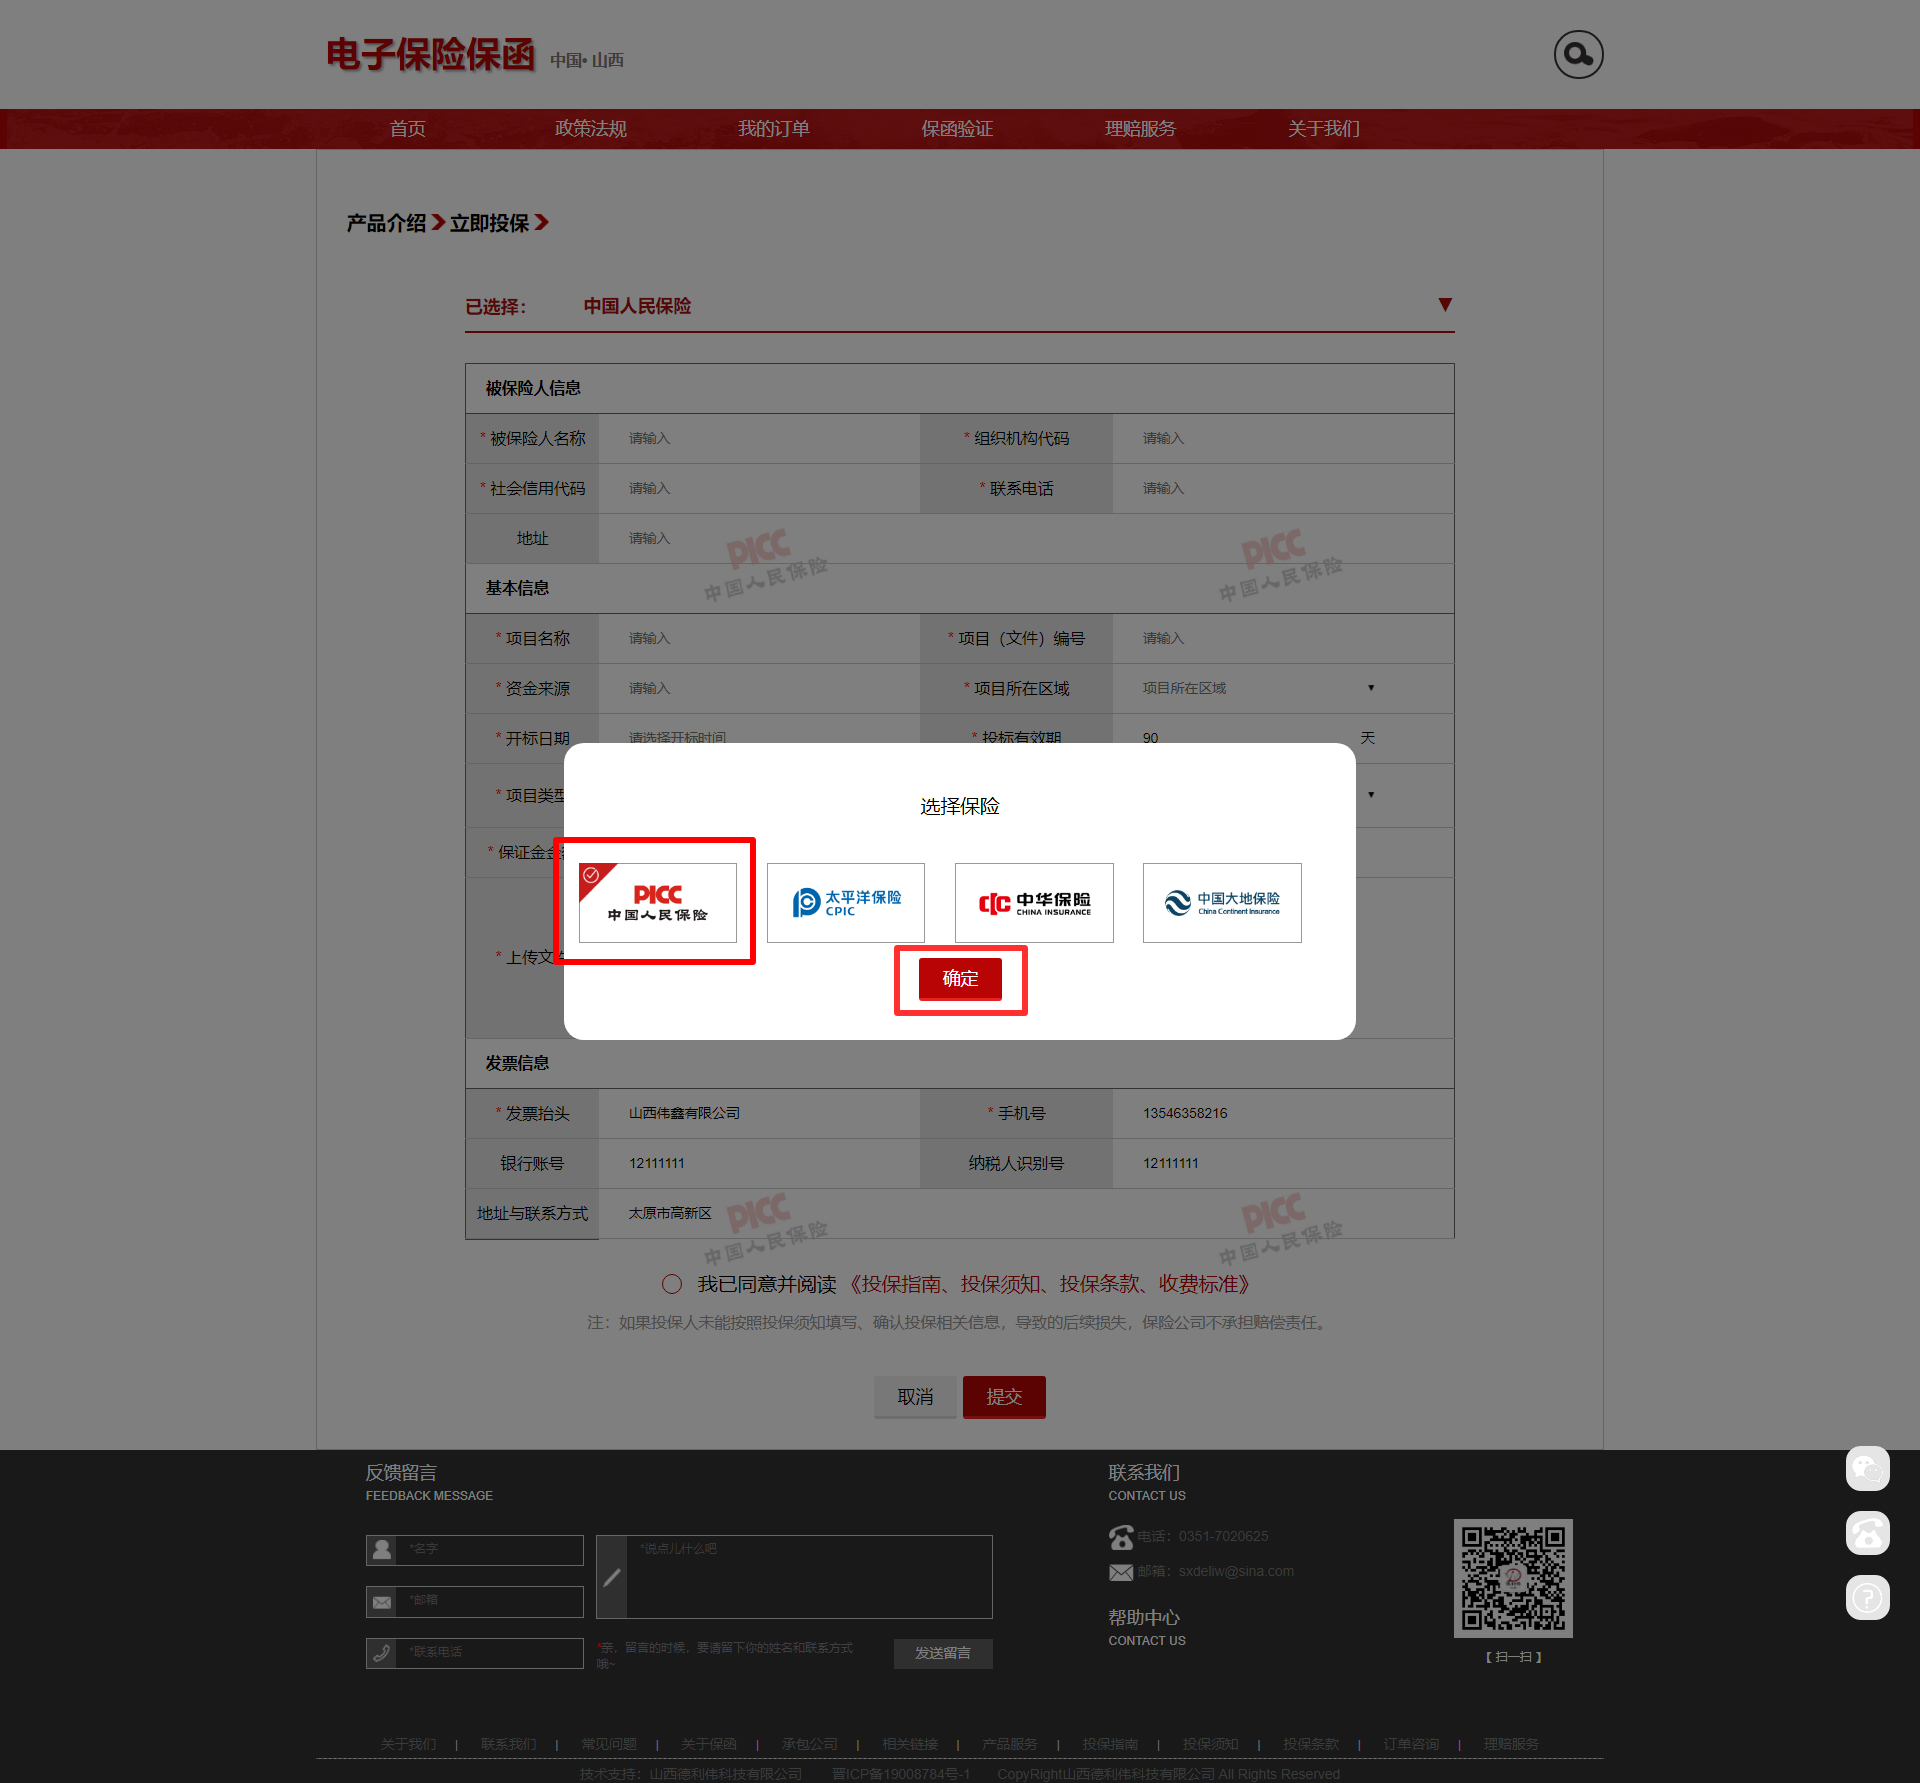 电子保险保函 中国•山西
首页 政策法规 我的订单 保函验证 理赔服务 关于我们
产品介绍 立即投保
已选择： 中国人民保险 ▼
被保险人信息
* 被保险人名称 请输入 * 组织机构代码 请输入
* 社会信用代码 请输入 * 联系电话 请输入
地址 请输入
PICC PICC
中国人民保险 中国人民保险
基本信息
* 项目名称 请输入 * 项目（文件）编号 请输入
* 资金来源 请输入 * 项目所在区域 项目所在区域 ▼
* 开标日期 请选择开标时间 * 投标有效期 90 天
* 项目类型 ▼
选择保险
* 保证金金
PICC 中国人民保险
太平洋保险 CPIC
中华保险 CHINA INSURANCE
中国大地保险 China Continent Insurance
* 上传文
确定
发票信息
* 发票抬头 山西伟鑫有限公司 * 手机号 13546358216
银行账号 12111111 纳税人识别号 12111111
地址与联系方式 太原市高新区
PICC PICC
中国人民保险 中国人民保险
我已同意并阅读 《投保指南、投保须知、投保条款、收费标准》
注：如果投保人未能按照投保须知填写、确认投保相关信息，导致的后续损失，保险公司不承担赔偿责任。
取消 提交
反馈留言
FEEDBACK MESSAGE
*名字
*邮箱
*联系电话
*说点儿什么吧
*亲，留言的时候，要请留下你的姓名和联系方式
哦~
发送留言
联系我们
CONTACT US
电话：0351-7020625
邮箱：sxdeliw@sina.com
帮助中心
CONTACT US
【 扫一扫 】
关于我们 | 联系我们 | 常见问题 | 关于保函 | 承包公司 | 相关链接 | 产品服务 | 投保指南 | 投保须知 | 投保条款 | 订单咨询 | 理赔服务
技术支持：山西德利伟科技有限公司 晋ICP备19008784号-1 CopyRight山西德利伟科技有限公司 All Rights Reserved